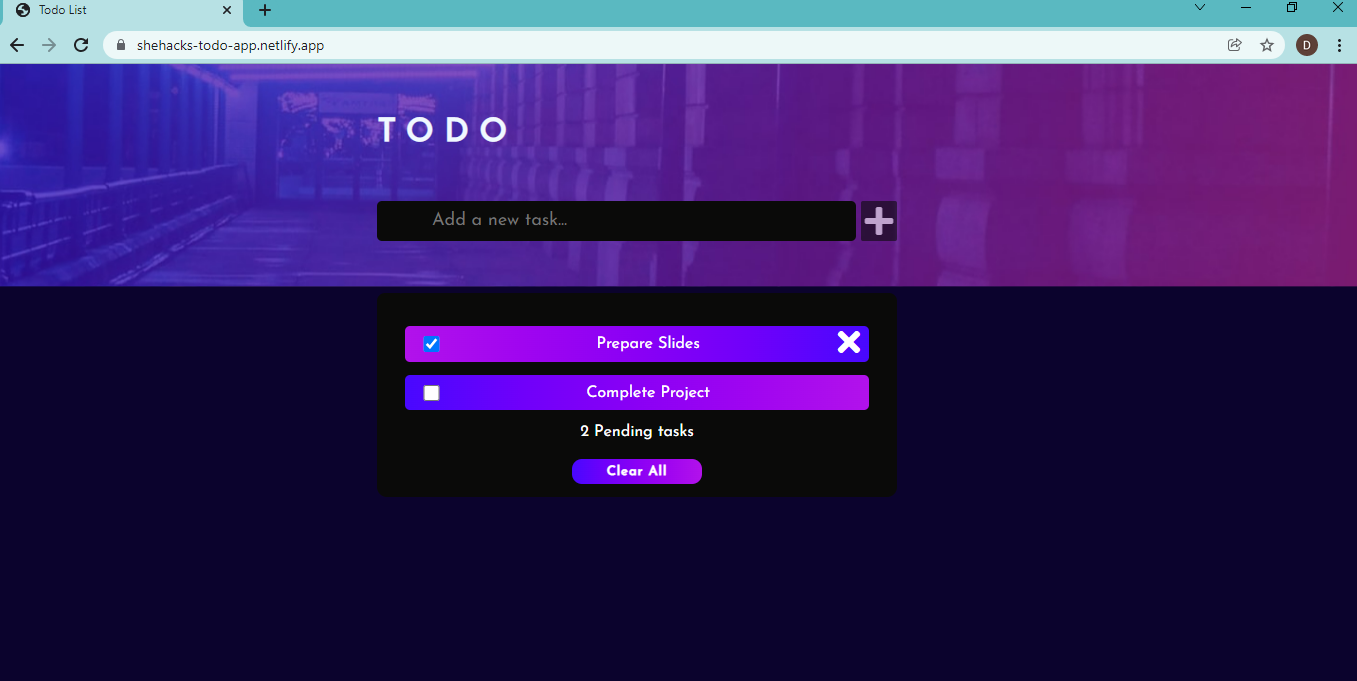 Todo List
shehacks-todo-app.netlify.app
D
TODO
Add a new task...
Prepare Slides
Complete Project
2 Pending tasks
Clear All